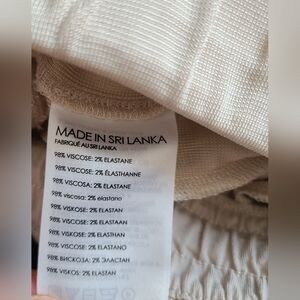 MADE IN SRI LANKA
FABRIQUÉ AU SRI LANKA
98% VISCOSE: 2% ELASTANE
98% VISCOSE: 2% ÉLASTHANNE
98% VISCOSA: 2% ELASTANE
98% viscosa: 2% elastano
98% VISKOSE: 2% ELASTAN
98% VISCOSE: 2% ELASTAAN
98% VISKOSE: 2% ELASTHAN
98% VISCOSE: 2% ELASTANO
98% ВИСКОЗА: 2% ЭЛАСТАН
98% VISKOS: 2% ELASTAN